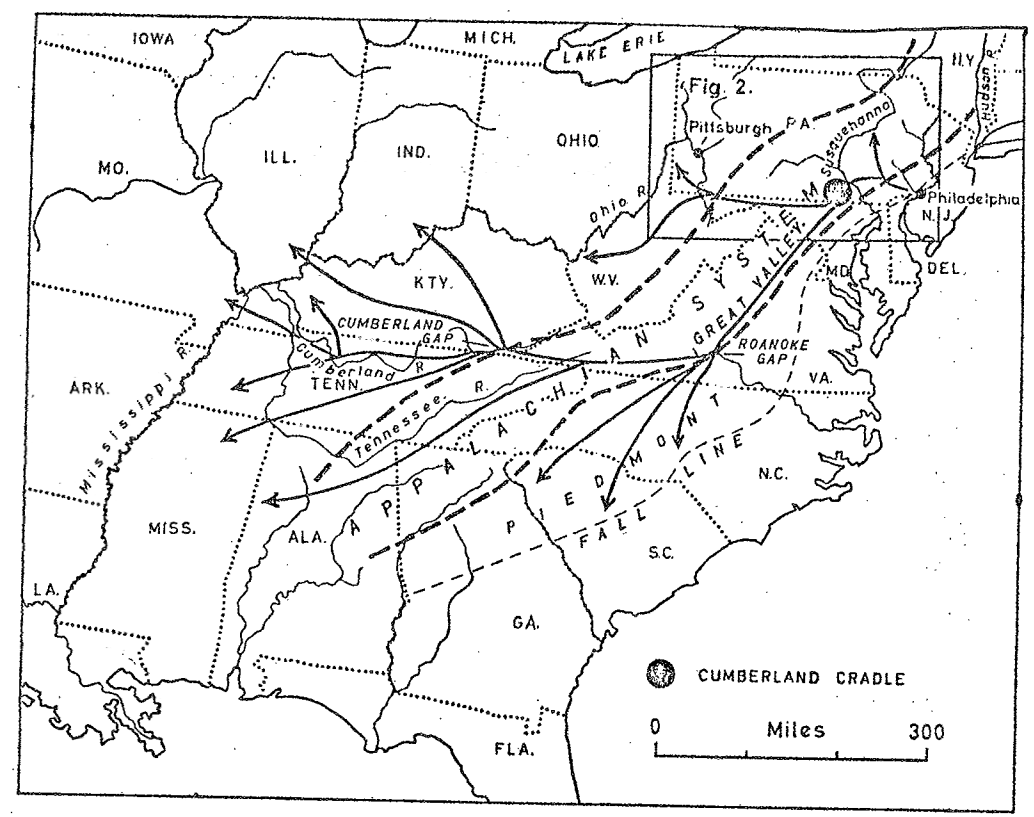 IOWA
MICH.
LAKE ERIE
N.Y.
Hudson R.
Fig. 2.
Pittsburgh
PA.
Susquehanna
OHIO
MO.
ILL.
IND.
Ohio R.
Philadelphia
N.J.
MD.
DEL.
W.V.
KTY.
GREAT VALLEY.
CUMBERLAND
GAP
ROANOKE
GAP
VA.
Cumberland R.
TENN.
Tennessee R.
ARK.
Mississippi R.
APPALACHIAN SYSTEM
PIEDMONT
FALL LINE
N.C.
MISS.
ALA.
S.C.
LA.
GA.
CUMBERLAND CRADLE
0 Miles 300
FLA.